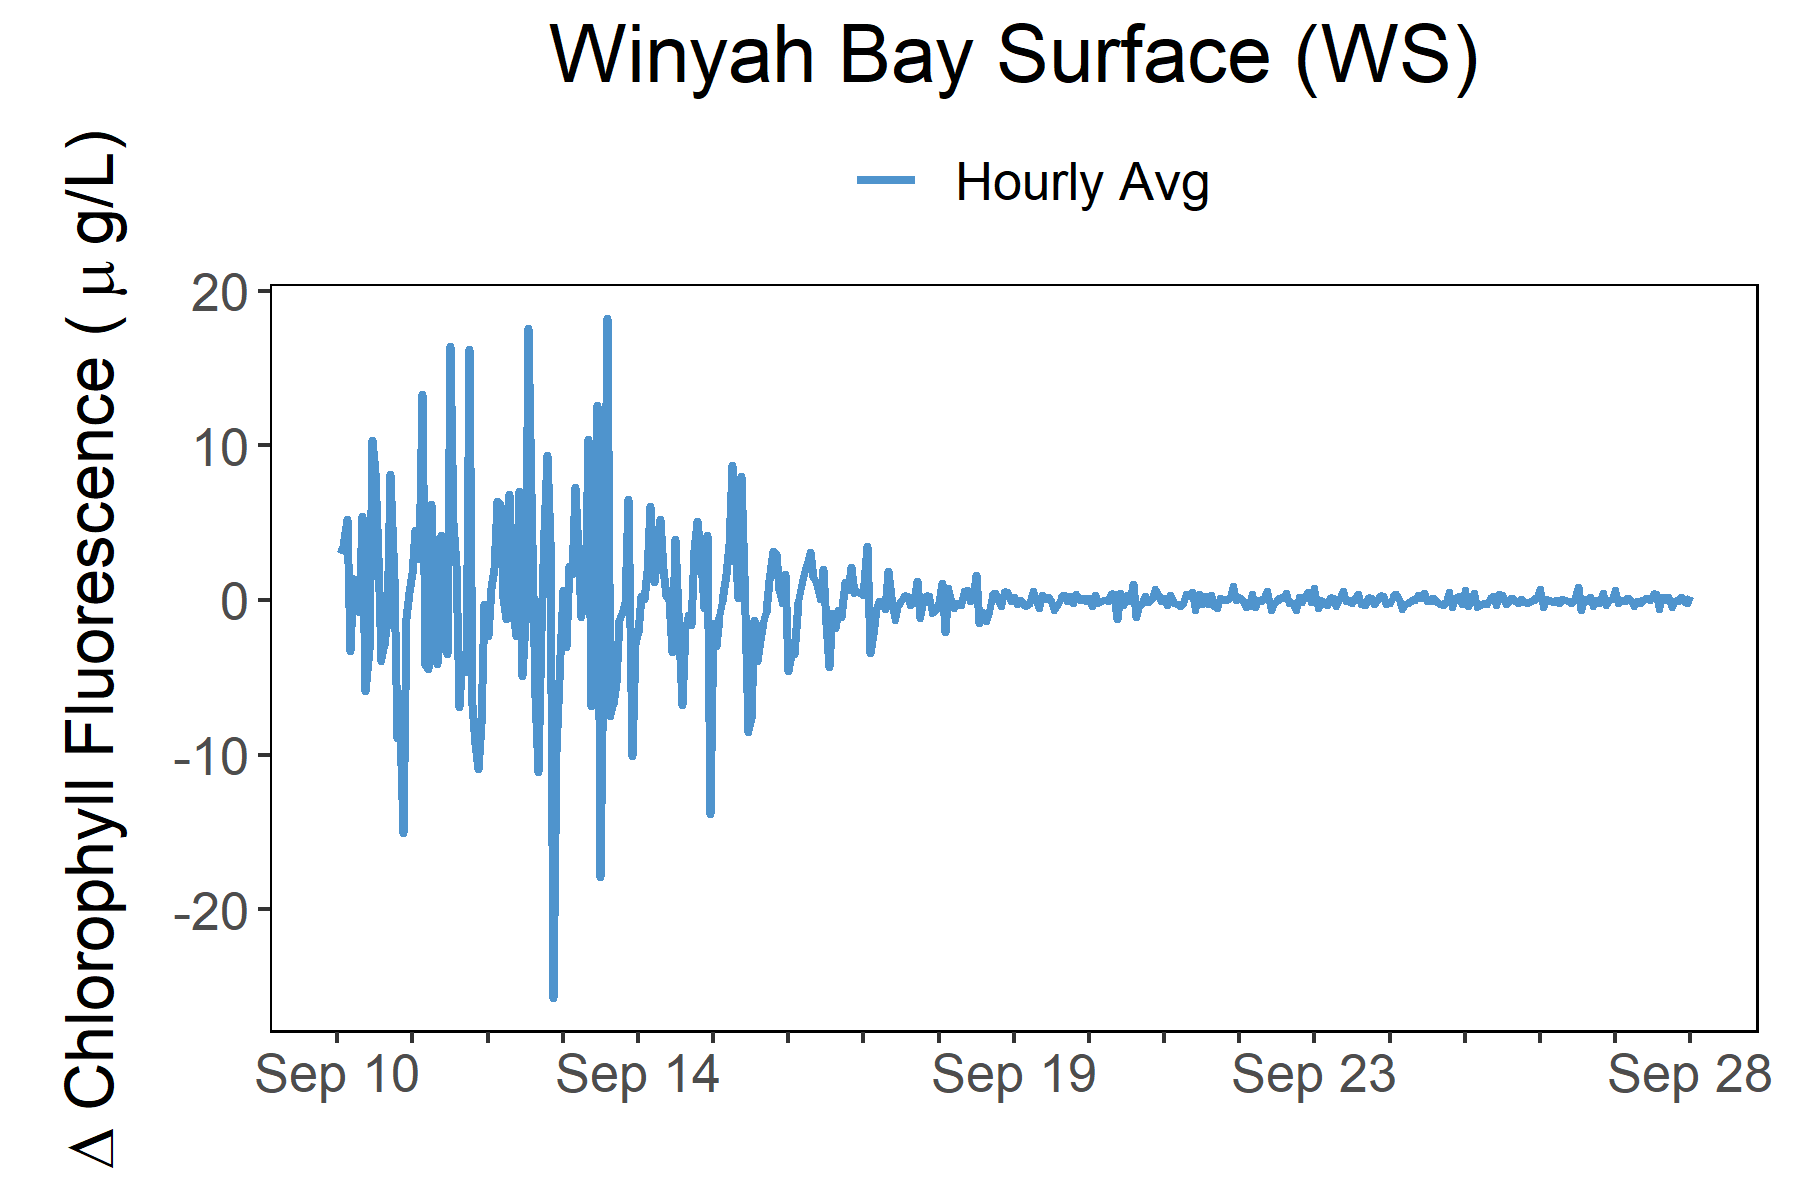 Winyah Bay Surface (WS)
Hourly Avg
Δ Chlorophyll Fluorescence ( μ g/L)
20
10
0
-10
-20
Sep 10 Sep 14 Sep 19 Sep 23 Sep 28